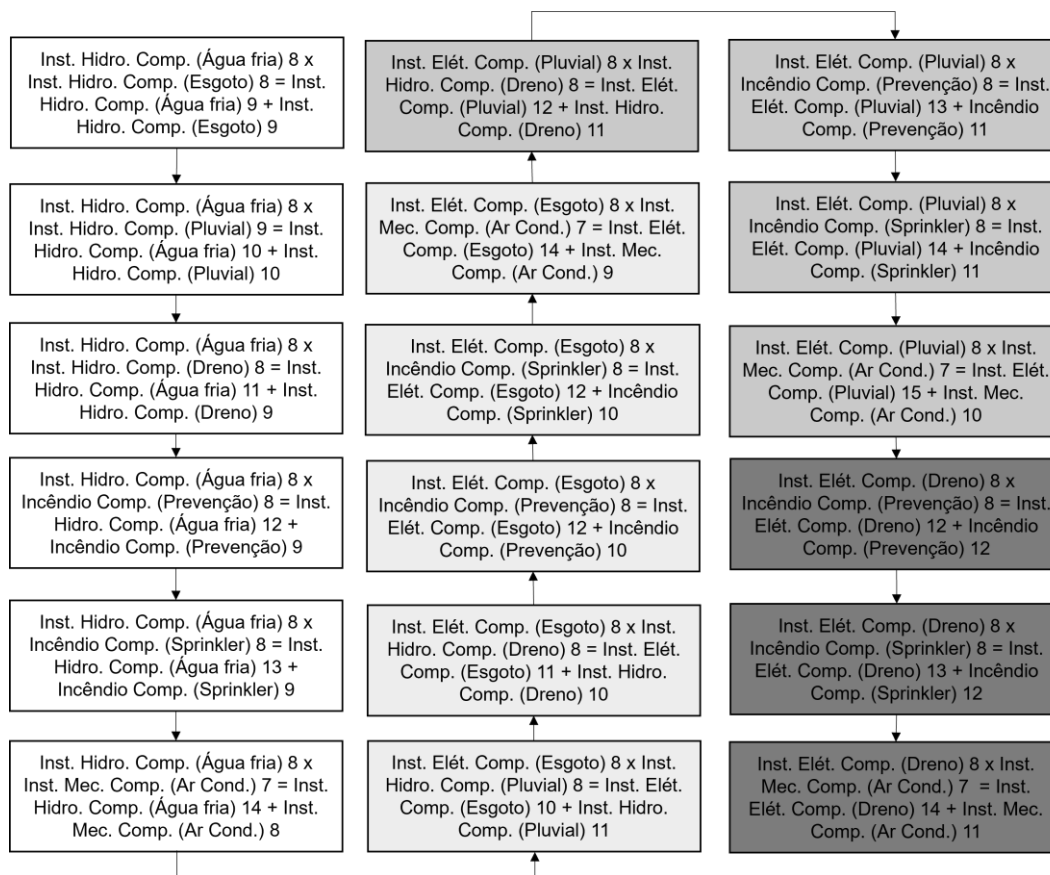 Inst. Hidro. Comp. (Água fria) 8 x
Inst. Hidro. Comp. (Esgoto) 8 = Inst.
Hidro. Comp. (Água fria) 9 + Inst.
Hidro. Comp. (Esgoto) 9
Inst. Hidro. Comp. (Água fria) 8 x
Inst. Hidro. Comp. (Pluvial) 9 = Inst.
Hidro. Comp. (Água fria) 10 + Inst.
Hidro. Comp. (Pluvial) 10
Inst. Hidro. Comp. (Água fria) 8 x
Inst. Hidro. Comp. (Dreno) 8 = Inst.
Hidro. Comp. (Água fria) 11 + Inst.
Hidro. Comp. (Dreno) 9
Inst. Hidro. Comp. (Água fria) 8 x
Incêndio Comp. (Prevenção) 8 = Inst.
Hidro. Comp. (Água fria) 12 +
Incêndio Comp. (Prevenção) 9
Inst. Hidro. Comp. (Água fria) 8 x
Incêndio Comp. (Sprinkler) 8 = Inst.
Hidro. Comp. (Água fria) 13 +
Incêndio Comp. (Sprinkler) 9
Inst. Hidro. Comp. (Água fria) 8 x
Inst. Mec. Comp. (Ar Cond.) 7 = Inst.
Hidro. Comp. (Água fria) 14 + Inst.
Mec. Comp. (Ar Cond.) 8
Inst. Elét. Comp. (Esgoto) 8 x Inst.
Hidro. Comp. (Pluvial) 8 = Inst. Elét.
Comp. (Esgoto) 10 + Inst. Hidro.
Comp. (Pluvial) 11
Inst. Elét. Comp. (Esgoto) 8 x Inst.
Hidro. Comp. (Dreno) 8 = Inst. Elét.
Comp. (Esgoto) 11 + Inst. Hidro.
Comp. (Dreno) 10
Inst. Elét. Comp. (Esgoto) 8 x
Incêndio Comp. (Prevenção) 8 = Inst.
Elét. Comp. (Esgoto) 12 + Incêndio
Comp. (Prevenção) 10
Inst. Elét. Comp. (Esgoto) 8 x
Incêndio Comp. (Sprinkler) 8 = Inst.
Elét. Comp. (Esgoto) 12 + Incêndio
Comp. (Sprinkler) 10
Inst. Elét. Comp. (Esgoto) 8 x Inst.
Mec. Comp. (Ar Cond.) 7 = Inst. Elét.
Comp. (Esgoto) 14 + Inst. Mec.
Comp. (Ar Cond.) 9
Inst. Elét. Comp. (Pluvial) 8 x Inst.
Hidro. Comp. (Dreno) 8 = Inst. Elét.
Comp. (Pluvial) 12 + Inst. Hidro.
Comp. (Dreno) 11
Inst. Elét. Comp. (Pluvial) 8 x
Incêndio Comp. (Prevenção) 8 = Inst.
Elét. Comp. (Pluvial) 13 + Incêndio
Comp. (Prevenção) 11
Inst. Elét. Comp. (Pluvial) 8 x
Incêndio Comp. (Sprinkler) 8 = Inst.
Elét. Comp. (Pluvial) 14 + Incêndio
Comp. (Sprinkler) 11
Inst. Elét. Comp. (Pluvial) 8 x Inst.
Mec. Comp. (Ar Cond.) 7 = Inst. Elét.
Comp. (Pluvial) 15 + Inst. Mec.
Comp. (Ar Cond.) 10
Inst. Elét. Comp. (Dreno) 8 x
Incêndio Comp. (Prevenção) 8 = Inst.
Elét. Comp. (Dreno) 12 + Incêndio
Comp. (Prevenção) 12
Inst. Elét. Comp. (Dreno) 8 x
Incêndio Comp. (Sprinkler) 8 = Inst.
Elét. Comp. (Dreno) 13 + Incêndio
Comp. (Sprinkler) 12
Inst. Elét. Comp. (Dreno) 8 x Inst.
Mec. Comp. (Ar Cond.) 7 = Inst.
Elét. Comp. (Dreno) 14 + Inst. Mec.
Comp. (Ar Cond.) 11